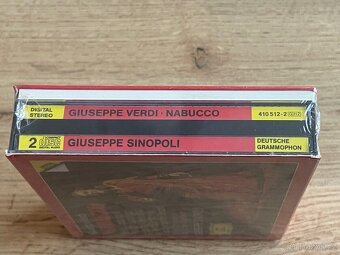 DIGITAL STEREO GIUSEPPE VERDI · NABUCCO 410 512-2
2 GIUSEPPE SINOPOLI DEUTSCHE GRAMMOPHON